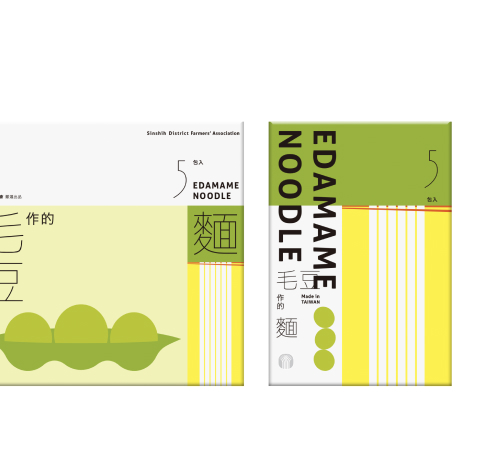 Sinshih District Farmers' Association
5
包入
EDAMAME
NOODLE
毛
豆
作的
麵
EDAMAME
NOODLE
5
包入
毛豆
作的
麵
Made in
TAIWAN